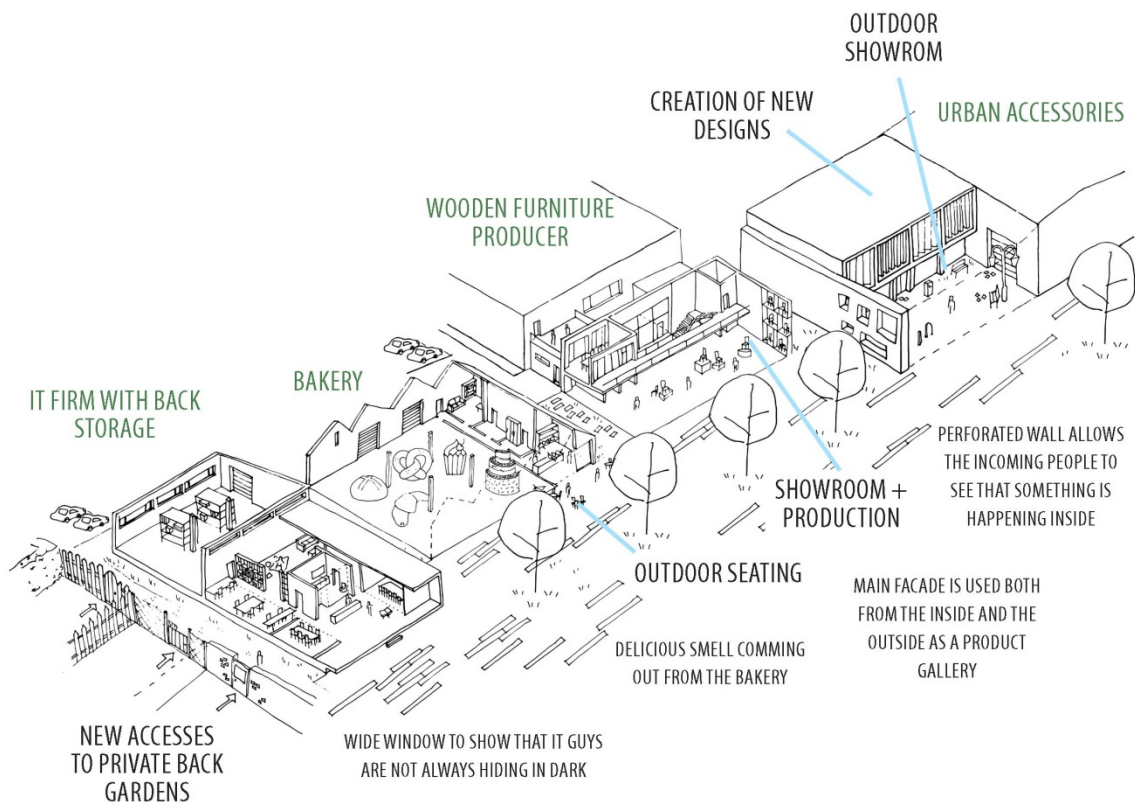 OUTDOOR
SHOWROM
CREATION OF NEW
DESIGNS
URBAN ACCESSORIES
WOODEN FURNITURE
PRODUCER
BAKERY
IT FIRM WITH BACK
STORAGE
PERFORATED WALL ALLOWS
THE INCOMING PEOPLE TO
SEE THAT SOMETHING IS
HAPPENING INSIDE
SHOWROOM +
PRODUCTION
OUTDOOR SEATING
MAIN FACADE IS USED BOTH
FROM THE INSIDE AND THE
OUTSIDE AS A PRODUCT
GALLERY
DELICIOUS SMELL COMMING
OUT FROM THE BAKERY
NEW ACCESSES
TO PRIVATE BACK
GARDENS
WIDE WINDOW TO SHOW THAT IT GUYS
ARE NOT ALWAYS HIDING IN DARK